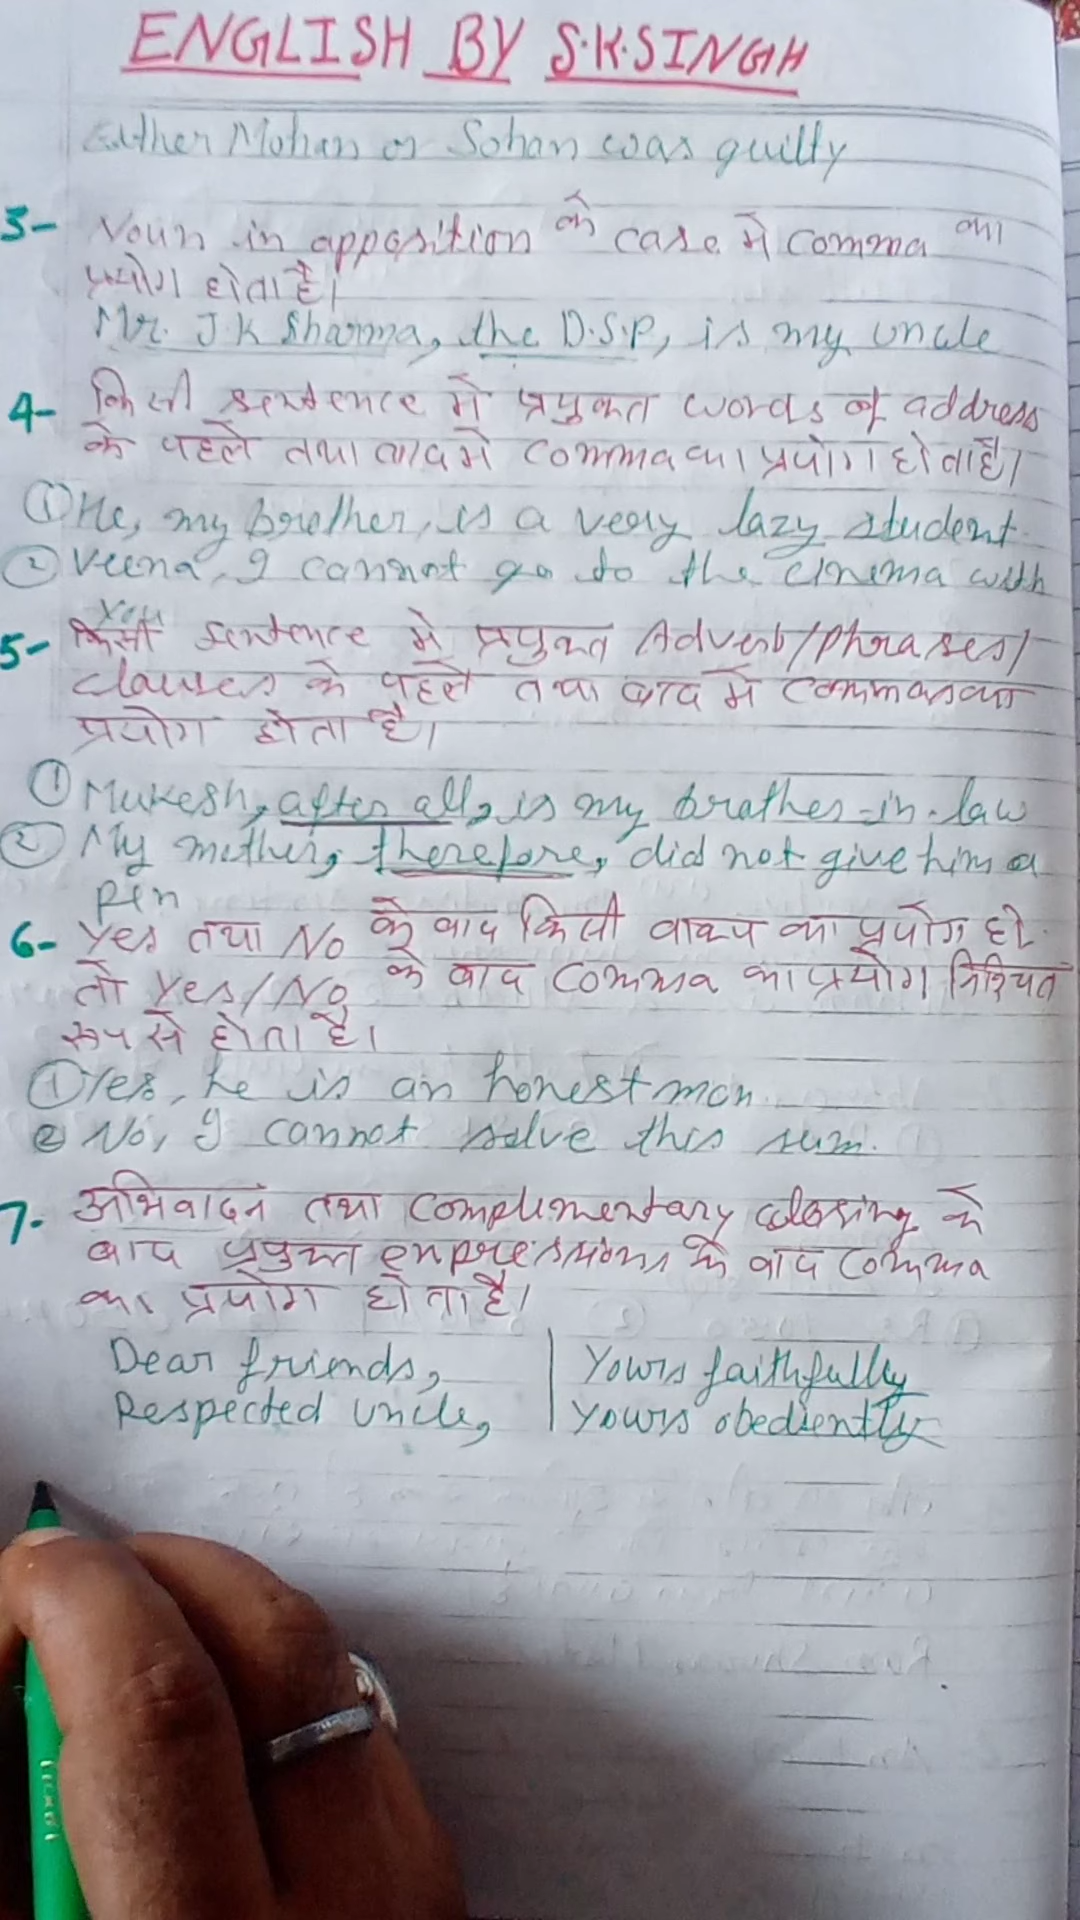 ENGLISH BY S.K.SINGH
Either Mohan or Sohan was guilty
3- Noun in apposition के case में comma का
प्रयोग होता है।
Mr. J.K Sharma, the D.S.P, is my uncle
4- किसी sentence में प्रयुक्त words of address
के पहले तथा बाद में comma का प्रयोग होता है।
① He, my brother, is a very lazy student.
② Veena, I cannot go to the cinema with
you
5- किसी sentence में प्रयुक्त Adverb/phrases/
clauses के पहले तथा बाद में commas का
प्रयोग होता है।
① Mukesh, after all, is my brother-in-law
② My mother, therefore, did not give him a
pen
6- Yes तथा No के बाद किसी वाक्य का प्रयोग हो
तो Yes/No के बाद comma का प्रयोग निश्चित
रूप से होता है।
① Yes, he is an honest man.
② No, I cannot solve this sum.
7- अभिवादन तथा complimentary closing के
बाद प्रयुक्त expressions के बाद comma
का प्रयोग होता है।
Dear friends, | Yours faithfully
Respected uncle, | Yours obediently